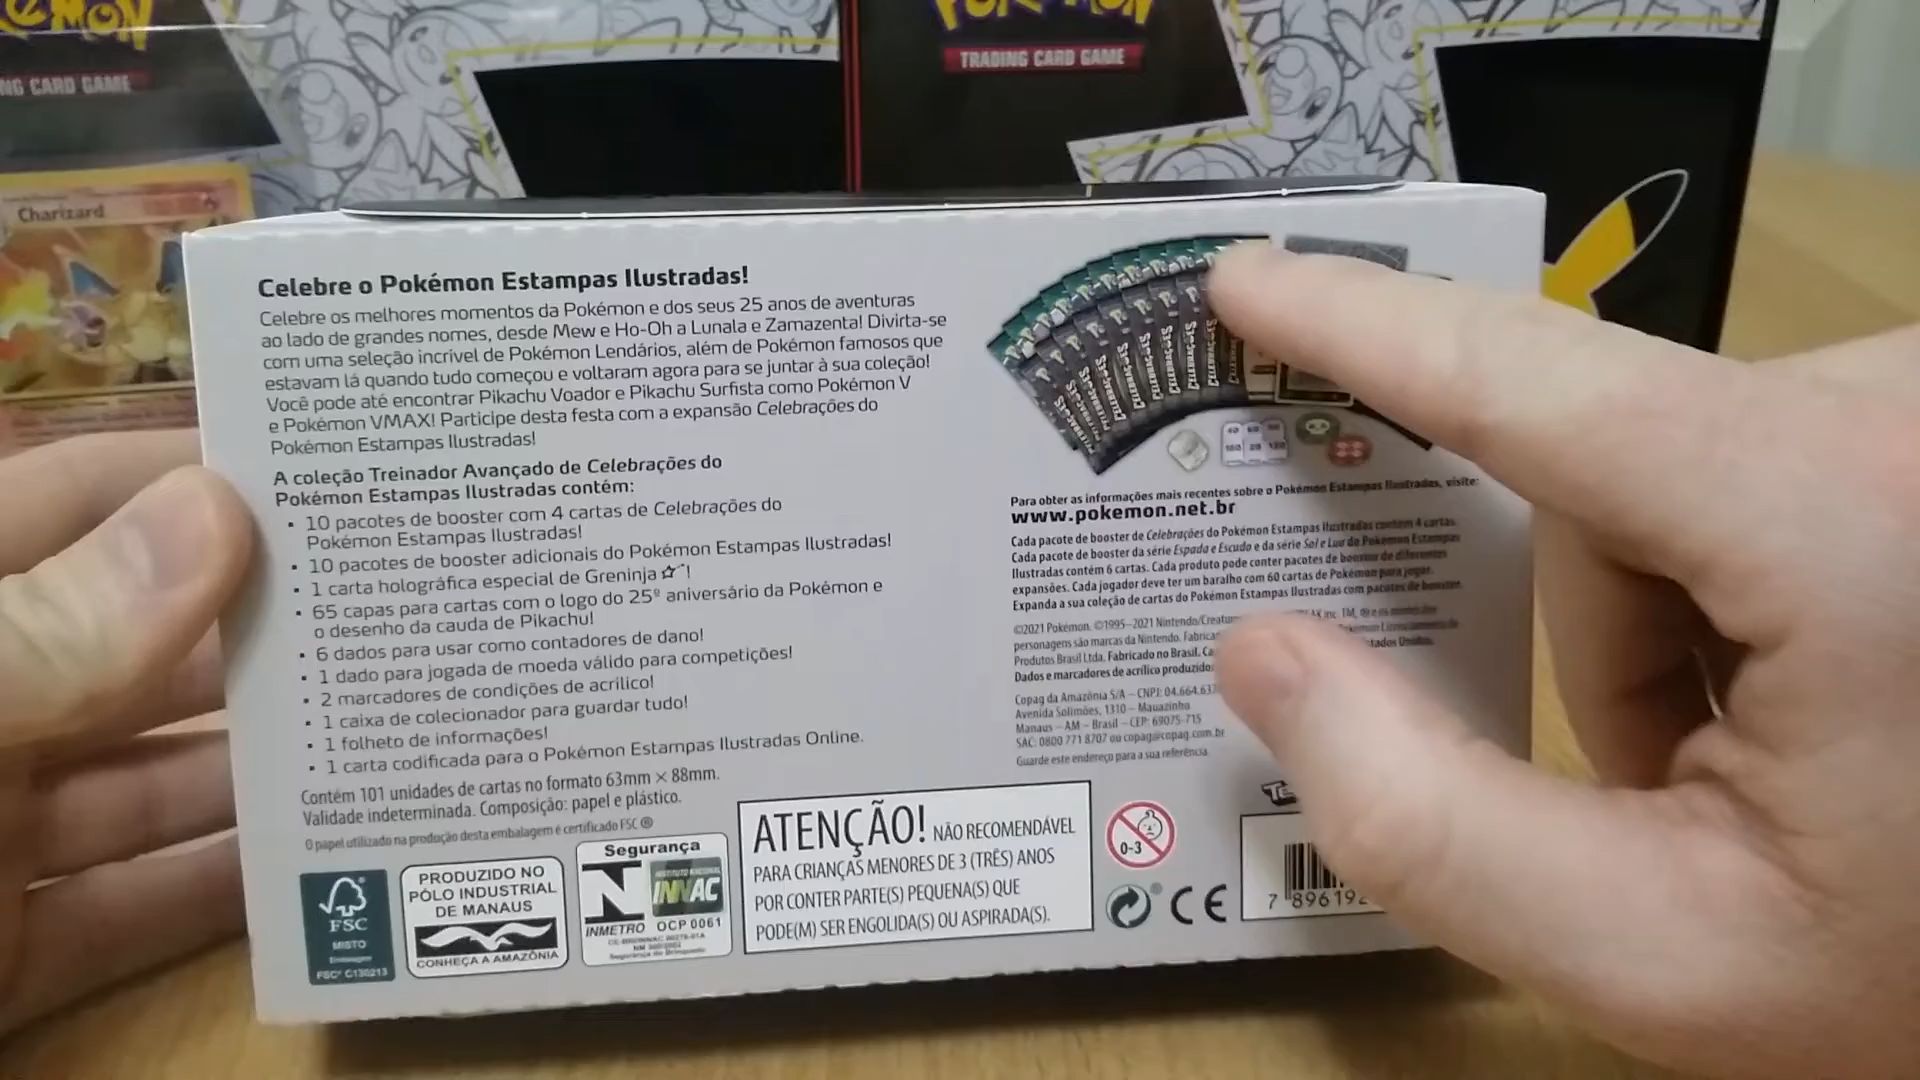 TRADING CARD GAME
CARD GAME
Charizard
Celebre o Pokémon Estampas Ilustradas!
Celebre os melhores momentos da Pokémon e dos seus 25 anos de aventuras
ao lado de grandes nomes, desde Mew e Ho-Oh a Lunala e Zamazenta! Divirta-se
com uma seleção incrível de Pokémon Lendários, além de Pokémon famosos que
estavam lá quando tudo começou e voltaram agora para se juntar à sua coleção!
Você pode até encontrar Pikachu Voador e Pikachu Surfista como Pokémon V
e Pokémon VMAX! Participe desta festa com a expansão Celebrações do
Pokémon Estampas Ilustradas!
A coleção Treinador Avançado de Celebrações do
Pokémon Estampas Ilustradas contém:
• 10 pacotes de booster com 4 cartas de Celebrações do
Pokémon Estampas Ilustradas!
• 10 pacotes de booster adicionais do Pokémon Estampas Ilustradas!
• 1 carta holográfica especial de Greninja ☆!
• 65 capas para cartas com o logo do 25º aniversário da Pokémon e
o desenho da cauda de Pikachu!
• 6 dados para usar como contadores de dano!
• 1 dado para jogada de moeda válido para competições!
• 2 marcadores de condições de acrílico!
• 1 caixa de colecionador para guardar tudo!
• 1 folheto de informações!
• 1 carta codificada para o Pokémon Estampas Ilustradas Online.
Contém 101 unidades de cartas no formato 63mm × 88mm.
Validade indeterminada. Composição: papel e plástico.
O papel utilizado na produção desta embalagem é certificado FSC ®
FSC
MISTO
Embalagem
FSC® C130213
PRODUZIDO NO
PÓLO INDUSTRIAL
DE MANAUS
CONHEÇA A AMAZÔNIA
Segurança
INNAC
INMETRO OCP 0061
ATENÇÃO! NÃO RECOMENDÁVEL
PARA CRIANÇAS MENORES DE 3 (TRÊS) ANOS
POR CONTER PARTE(S) PEQUENA(S) QUE
PODE(M) SER ENGOLIDA(S) OU ASPIRADA(S).
0-3
CE
CELEBRAÇÕES
CELEBRAÇÕES
CELEBRAÇÕES
CELEBRAÇÕES
CELEBRAÇÕES
Para obter as informações mais recentes sobre o Pokémon Estampas Ilustradas, visite:
www.pokemon.net.br
Cada pacote de booster de Celebrações do Pokémon Estampas Ilustradas contém 4 cartas.
Cada pacote de booster da série Espada e Escudo e da série Sol e Lua do Pokémon Estampas
Ilustradas contém 6 cartas. Cada produto pode conter pacotes de booster de diferentes
expansões. Cada jogador deve ter um baralho com 60 cartas de Pokémon para jogar.
Expanda a sua coleção de cartas do Pokémon Estampas Ilustradas com pacotes de booster.
©2021 Pokémon. ©1995–2021 Nintendo/Creatu
personagens são marcas da Nintendo. Fabrica
Produtos Brasil Ltda. Fabricado no Brasil. Ca
tados Unidos.
Dados e marcadores de acrílico produzidos
Copag da Amazônia S/A – CNPJ: 04.664.637
Avenida Solimões, 1310 – Mauazinho
Manaus – AM – Brasil – CEP: 69075-715
SAC: 0800 771 8707 ou copag@copag.com.br
Guarde este endereço para a sua referência.
7 89619